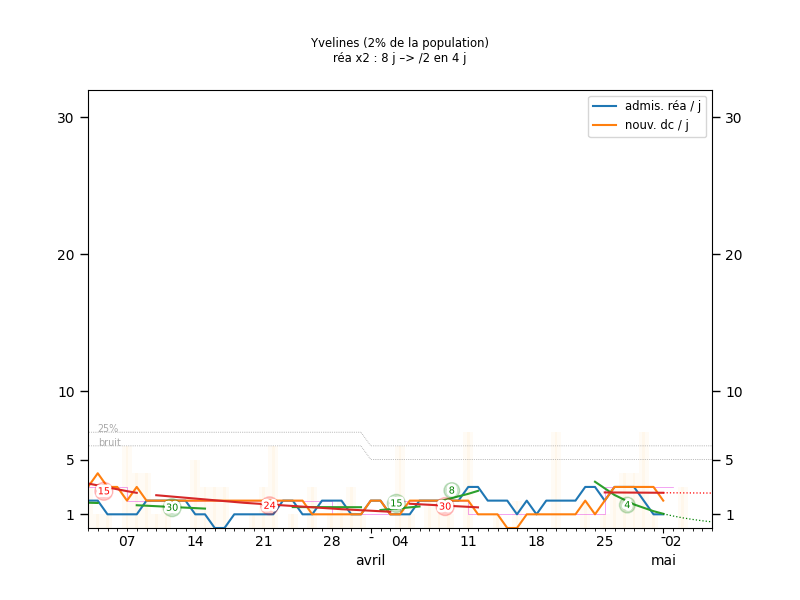 Yvelines (2% de la population)
réa x2 : 8 j –> /2 en 4 j
admis. réa / j
nouv. dc / j
30 30
20 20
10 10
25%
bruit
5 5
8
15 15 4
24 30
30
1 1
07 14 21 28 - 04 11 18 25 -02
avril mai